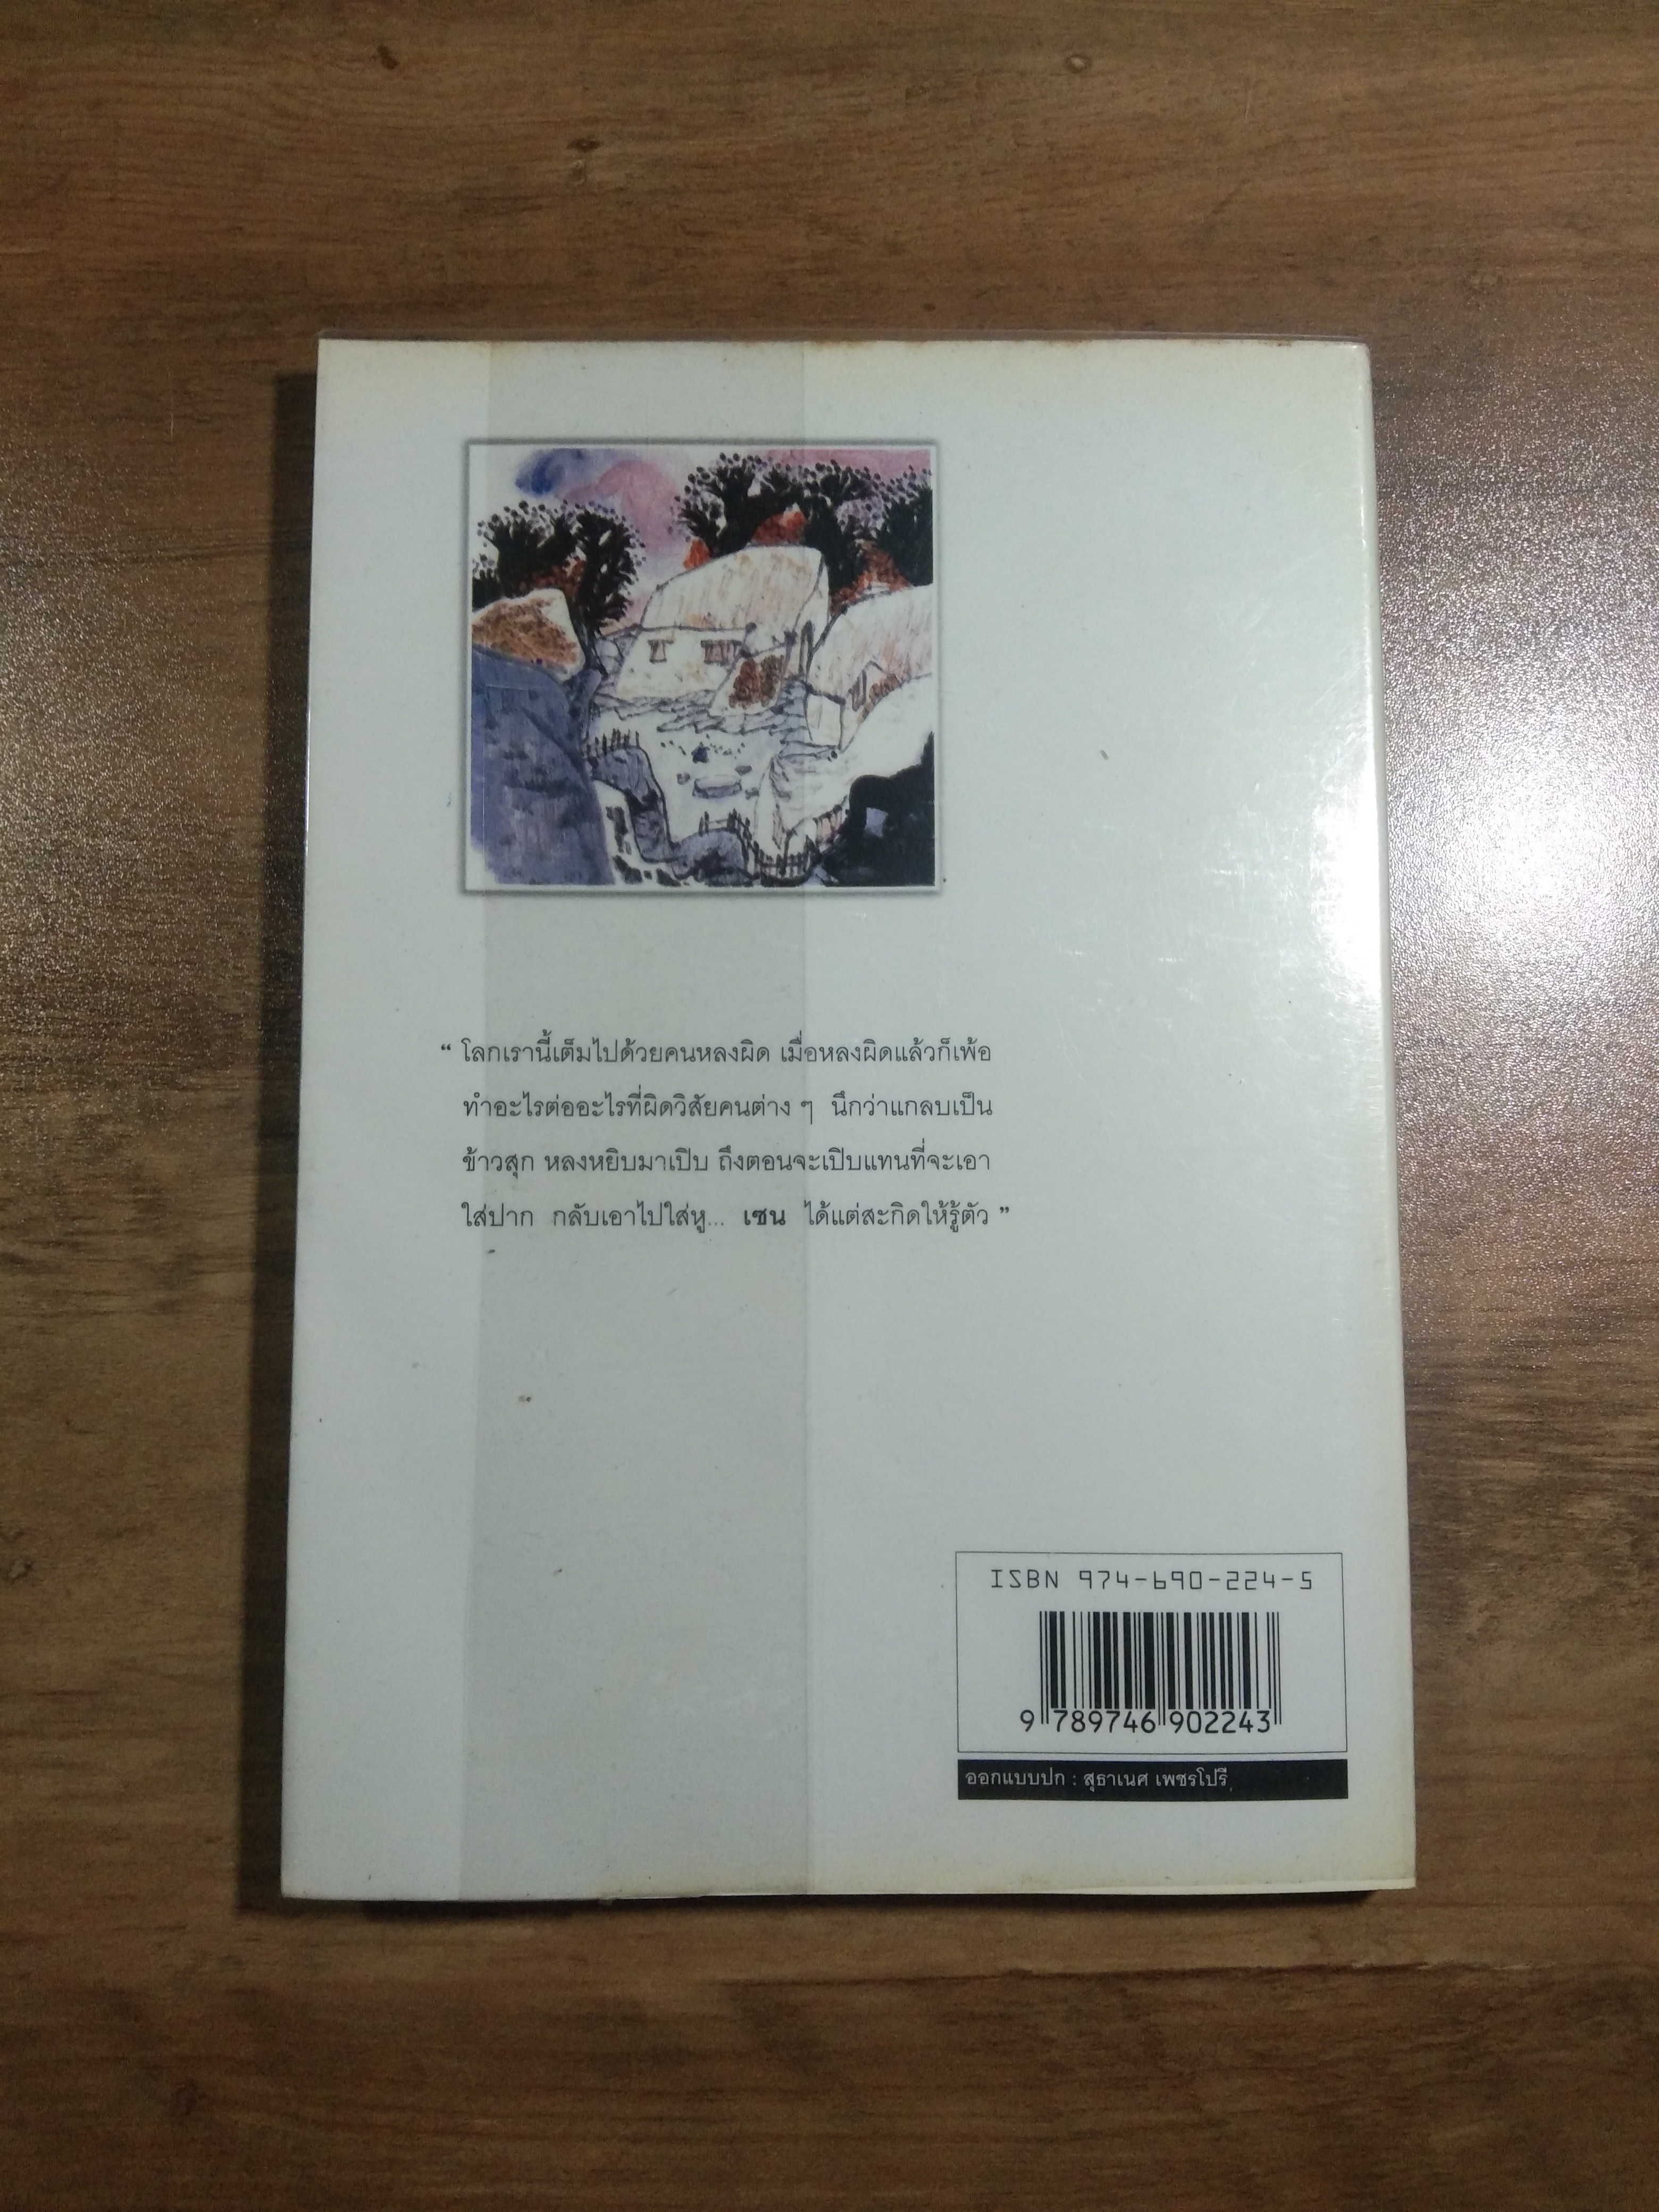 “ โลกเรานี้เต็มไปด้วยคนหลงผิด เมื่อหลงผิดแล้วก็เพ้อ
ทำอะไรต่ออะไรที่ผิดวิสัยคนต่าง ๆ นึกว่าแกลบเป็น
ข้าวสุก หลงหยิบมาเปิบ ถึงตอนจะเปิบแทนที่จะเอา
ใส่ปาก กลับเอาไปใส่หู... เซน ได้แต่สะกิดให้รู้ตัว ”
ISBN 974-690-224-5
9 789746 902243
ออกแบบปก : สุธาเนศ เพชรโปรี